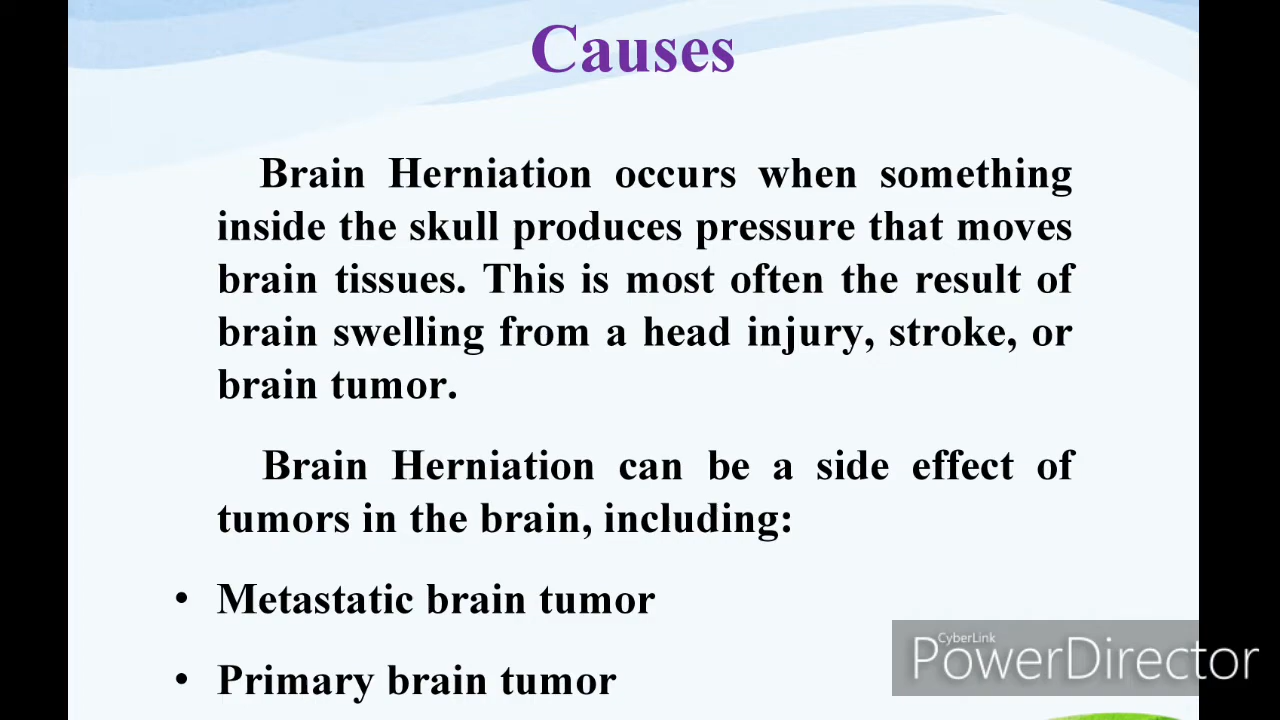 Causes
Brain Herniation occurs when something
inside the skull produces pressure that moves
brain tissues. This is most often the result of
brain swelling from a head injury, stroke, or
brain tumor.
Brain Herniation can be a side effect of
tumors in the brain, including:
• Metastatic brain tumor
• Primary brain tumor
CyberLink
PowerDirector